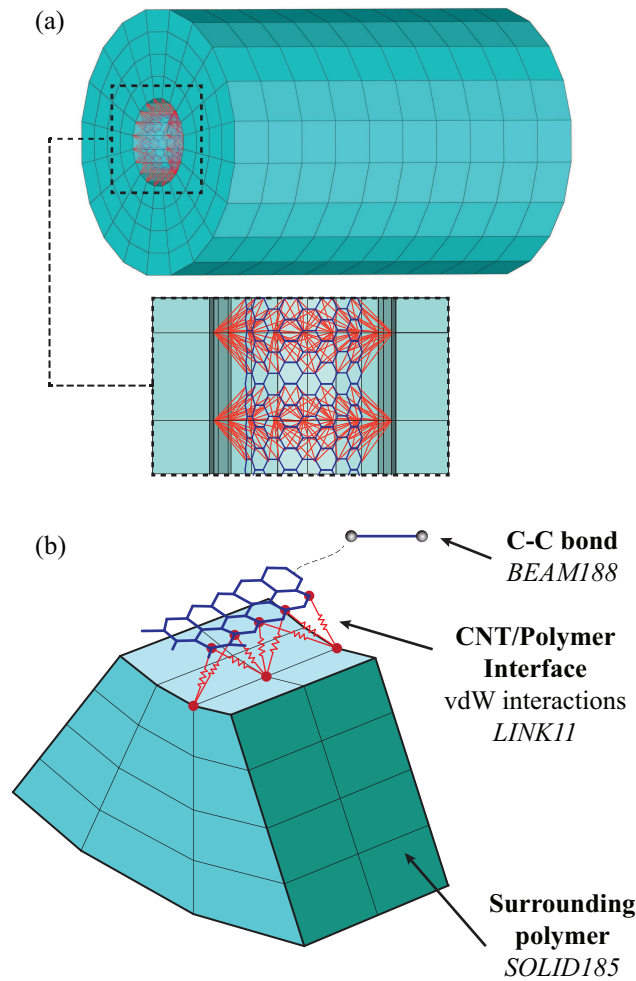 (a)
(b)
C-C bond
BEAM188
CNT/Polymer
Interface
vdW interactions
LINK11
Surrounding
polymer
SOLID185